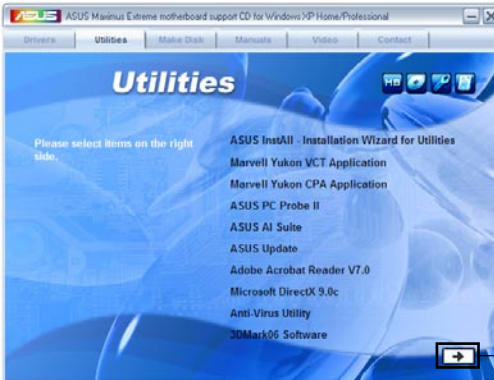 ASUS ASUS Maximus Extreme motherboard support CD for Windows XP Home/Professional
Drivers Utilities Make Disk Manuals Video Contact
Utilities
MB
Please select items on the right
side.
ASUS InstAll - Installation Wizard for Utilities
Marvell Yukon VCT Application
Marvell Yukon CPA Application
ASUS PC Probe II
ASUS AI Suite
ASUS Update
Adobe Acrobat Reader V7.0
Microsoft DirectX 9.0c
Anti-Virus Utility
3DMark06 Software